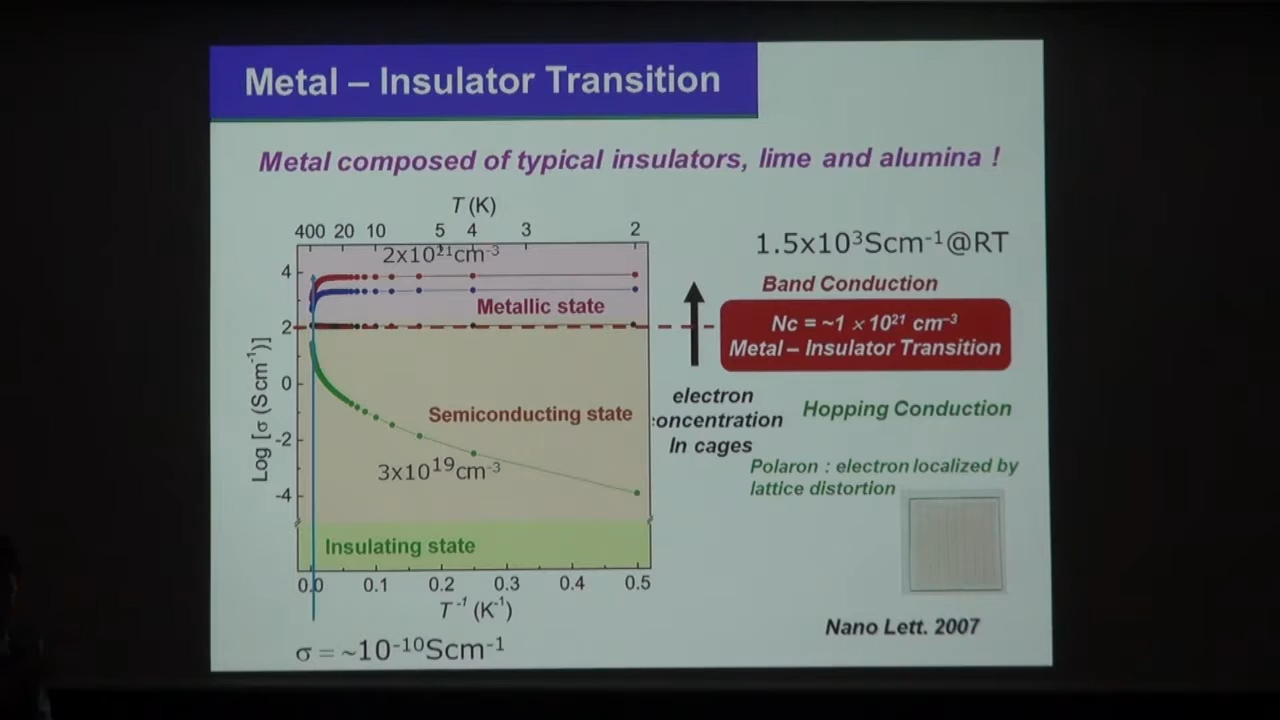 Metal – Insulator Transition
Metal composed of typical insulators, lime and alumina !
T (K)
400 20 10 5 4 3 2
2x10²¹cm⁻³
Metallic state
Semiconducting state
3x10¹⁹cm⁻³
Insulating state
Log [σ (Scm⁻¹)]
4
2
0
-2
-4
0.0 0.1 0.2 0.3 0.4 0.5
T⁻¹ (K⁻¹)
σ = ~10⁻¹⁰Scm⁻¹
1.5x10³Scm⁻¹@RT
Band Conduction
Nc = ~1 × 10²¹ cm⁻³
Metal – Insulator Transition
electron
concentration
In cages
Hopping Conduction
Polaron : electron localized by
lattice distortion
Nano Lett. 2007